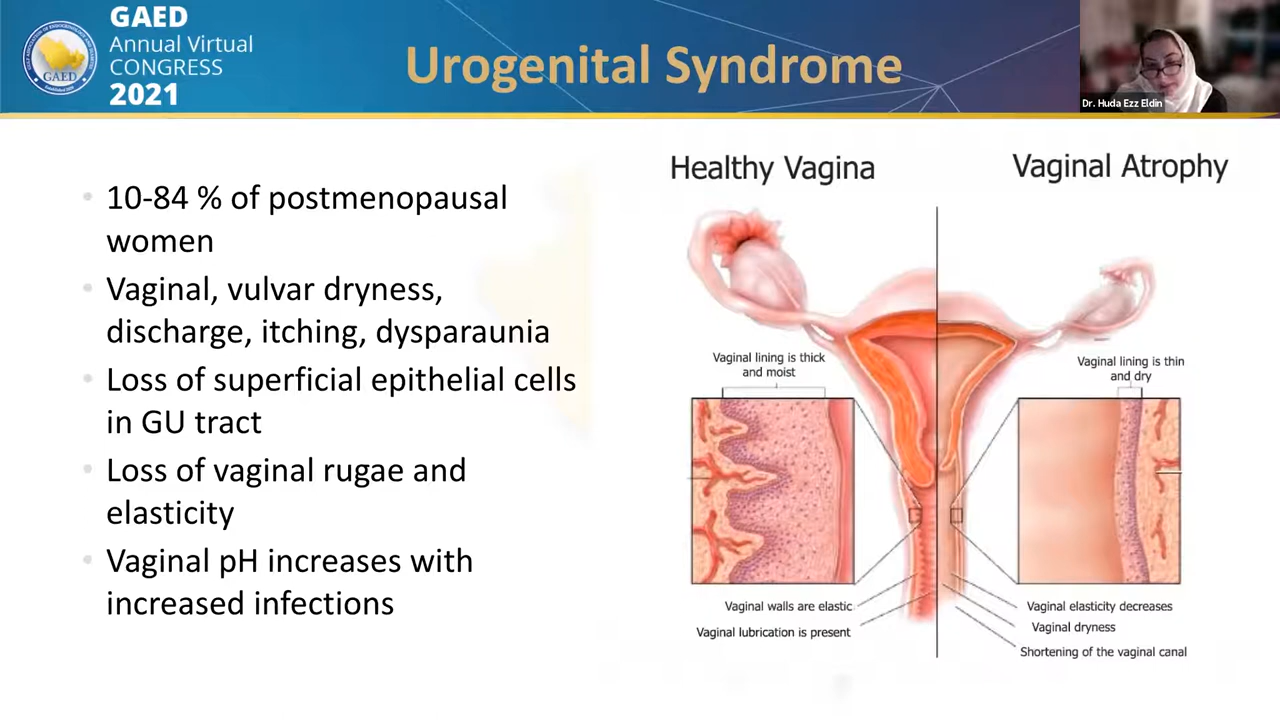 GAED
Annual Virtual
CONGRESS
2021
GAED
Urogenital Syndrome
Dr. Huda Ezz Eldin
10-84 % of postmenopausal
women
Vaginal, vulvar dryness,
discharge, itching, dysparaunia
Loss of superficial epithelial cells
in GU tract
Loss of vaginal rugae and
elasticity
Vaginal pH increases with
increased infections
Healthy Vagina
Vaginal Atrophy
Vaginal lining is thick
and moist
Vaginal lining is thin
and dry
Vaginal walls are elastic
Vaginal lubrication is present
Vaginal elasticity decreases
Vaginal dryness
Shortening of the vaginal canal